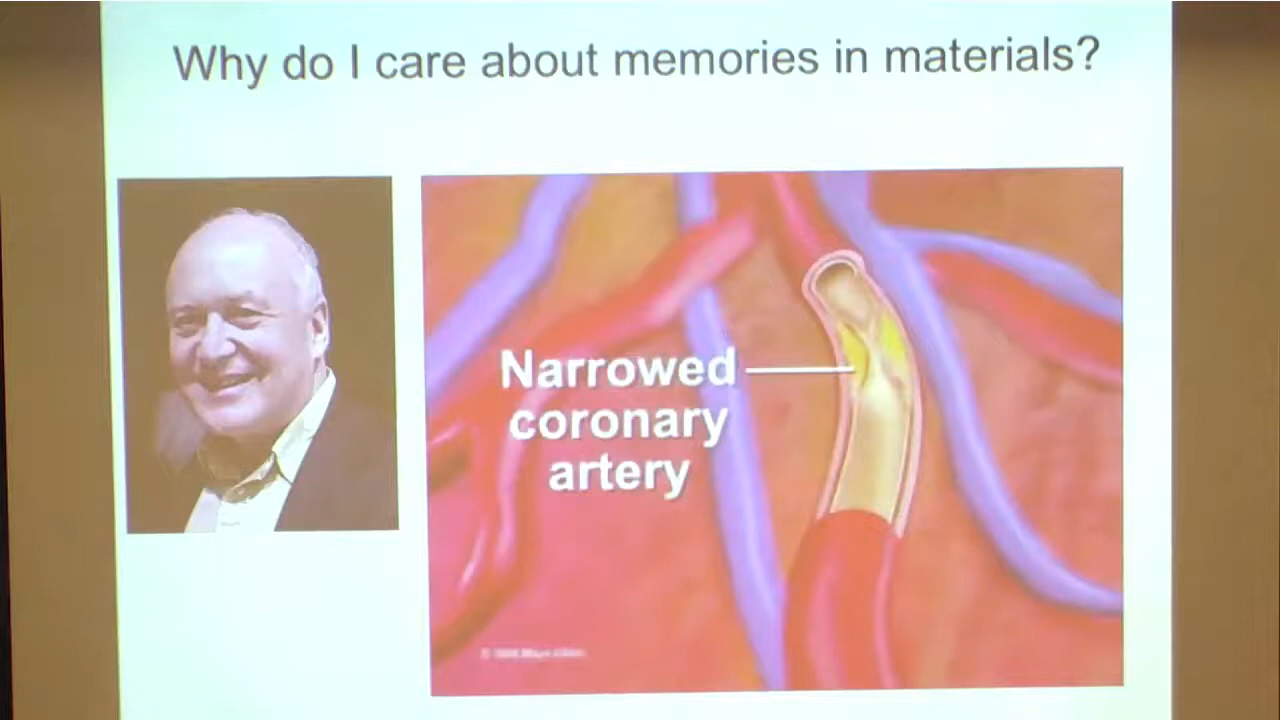 Why do I care about memories in materials?
Narrowed
coronary
artery